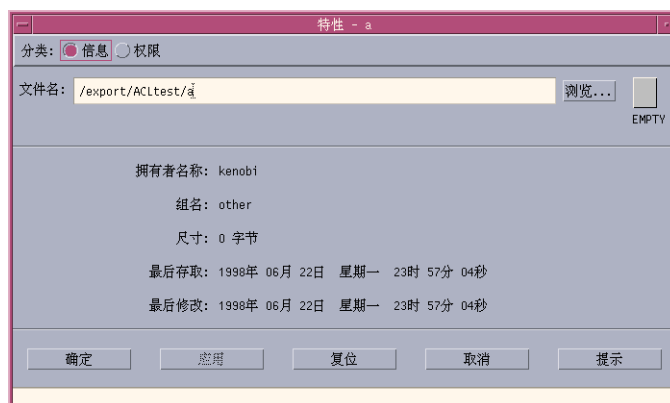 特性 - a
分类: 信息 权限
文件名: /export/ACLtest/a 浏览...
EMPTY
拥有者名称: kenobi
组名: other
尺寸: 0 字节
最后存取: 1998年 06月 22日 星期一 23时 57分 04秒
最后修改: 1998年 06月 22日 星期一 23时 57分 04秒
确定 应用 复位 取消 提示